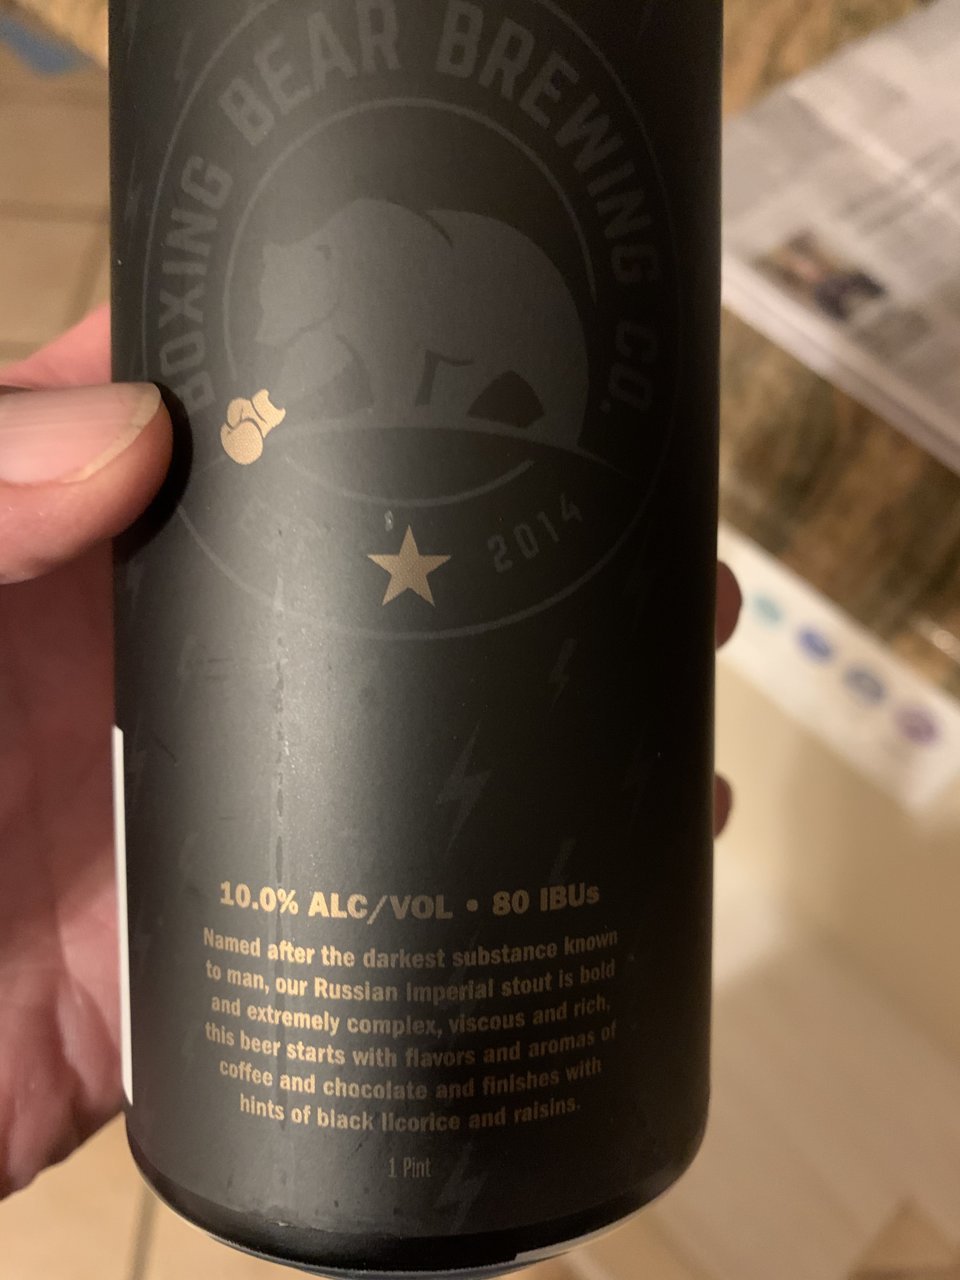 BOXING BEAR BREWING CO.
2014
10.0% ALC/VOL • 80 IBUs
Named after the darkest substance known
to man, our Russian Imperial stout is bold
and extremely complex, viscous and rich,
this beer starts with flavors and aromas of
coffee and chocolate and finishes with
hints of black licorice and raisins.
1 Pint